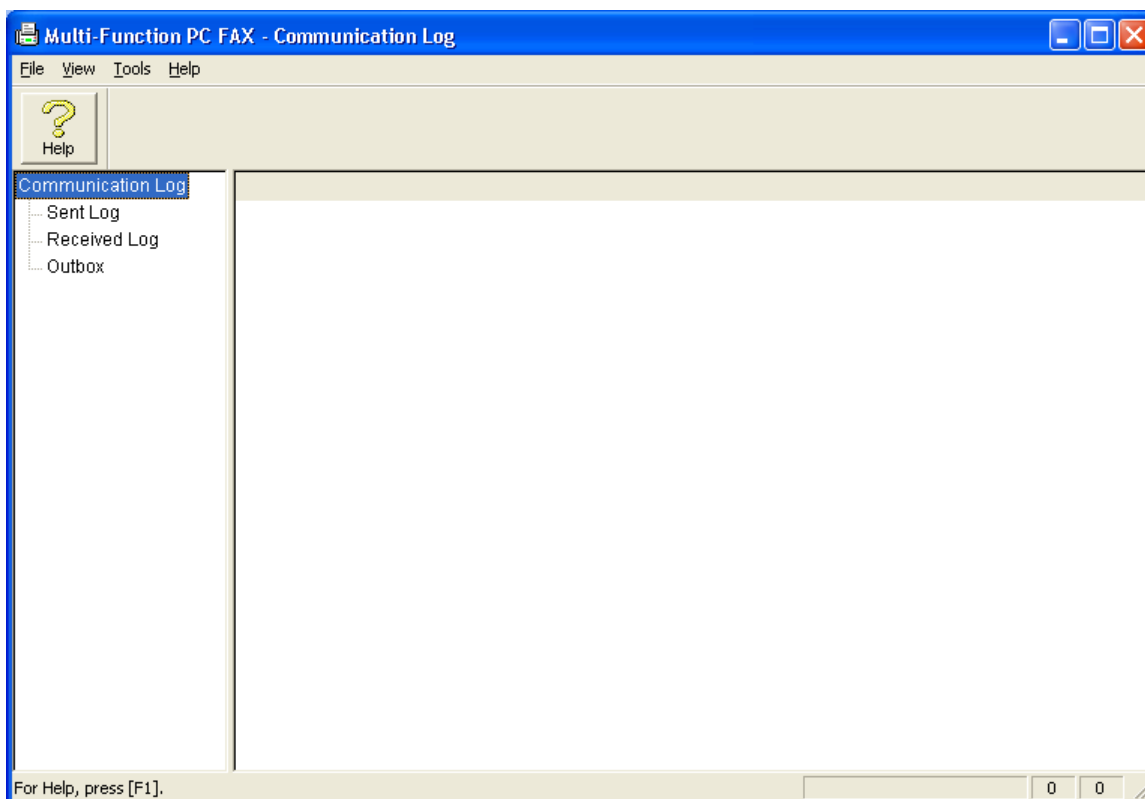 Multi-Function PC FAX - Communication Log
File View Tools Help
Help
Communication Log
Sent Log
Received Log
Outbox
For Help, press [F1].
0 0